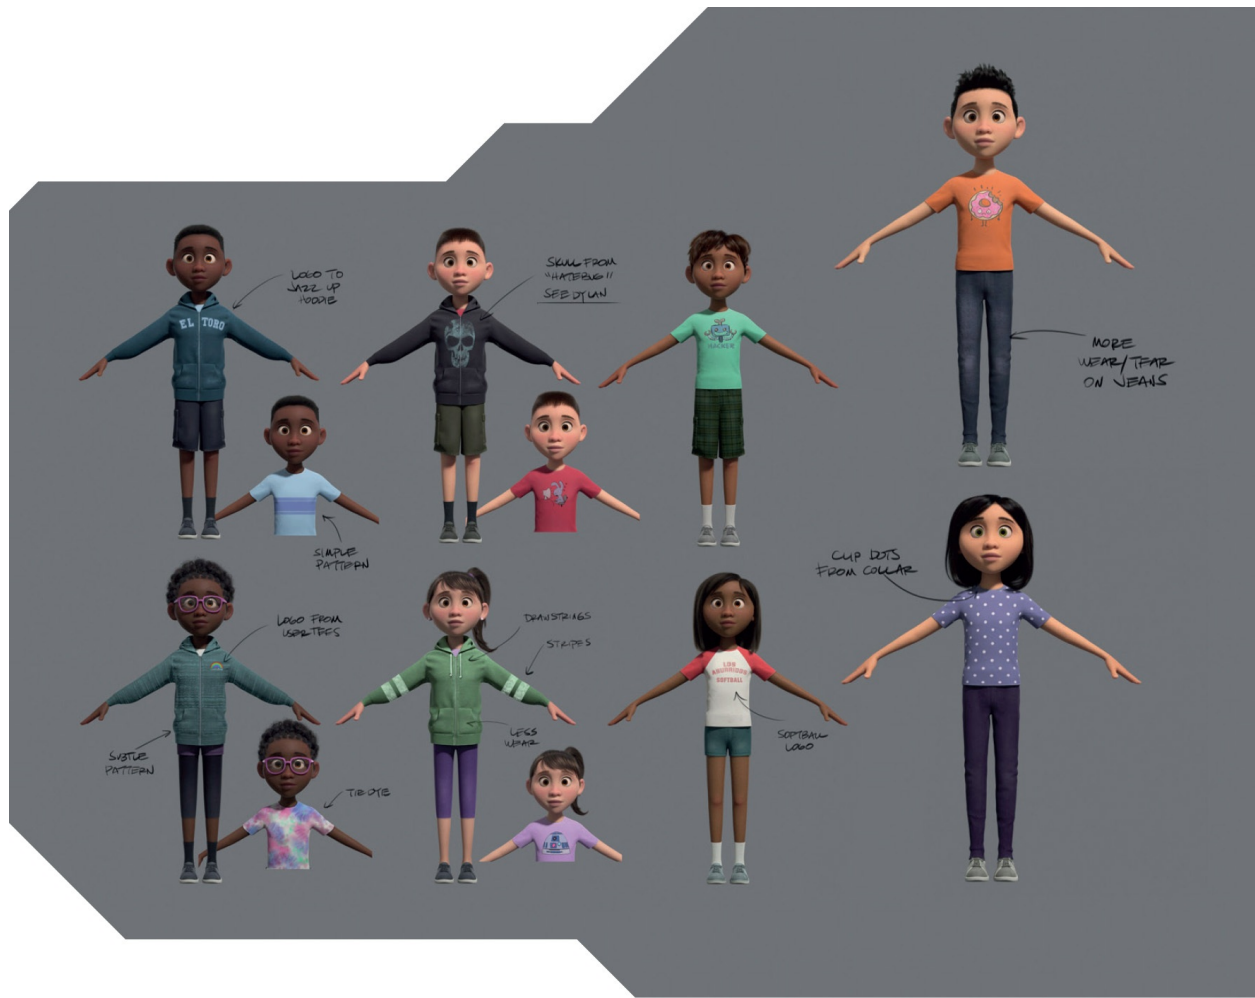 LOGO TO
JAZZ UP
HOODIE
EL TORO
SKULL FROM
"HATEBUG"
SEE DYLAN
MORE
WEAR/TEAR
ON JEANS
SIMPLE
PATTERN
CLIP DOTS
FROM COLLAR
LOGO FROM
USER TEES
DRAWSTRINGS
STRIPES
SOFTBALL
LESS
WEAR
SOFTBALL
LOGO
SUBTLE
PATTERN
TIE DYE